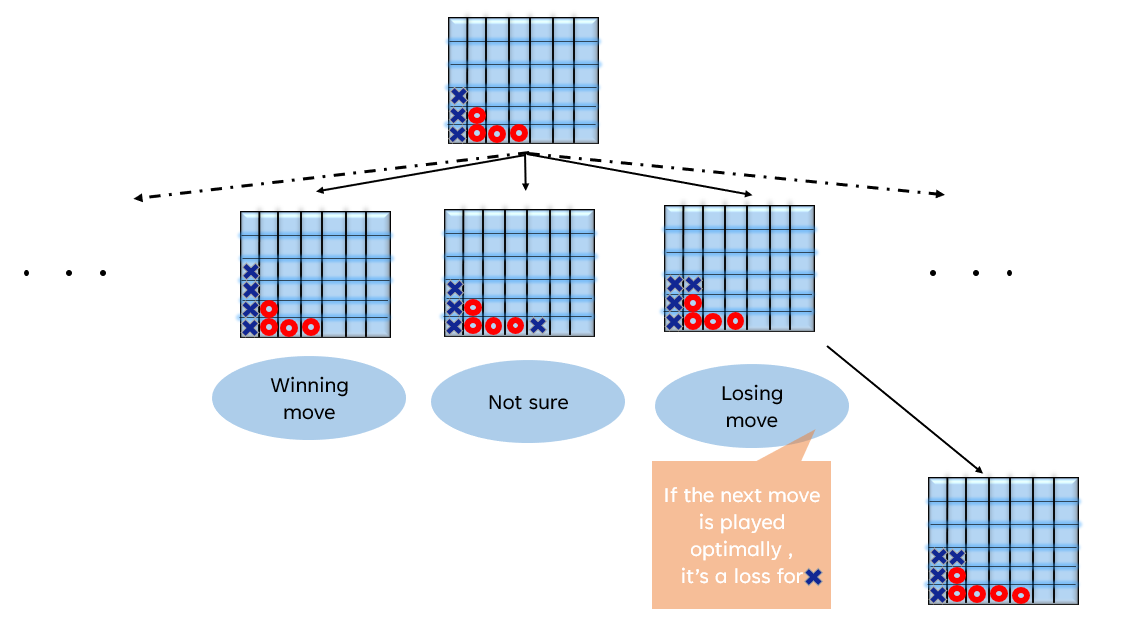 Winning
move
Not sure
Losing
move
If the next move
is played
optimally ,
it's a loss for